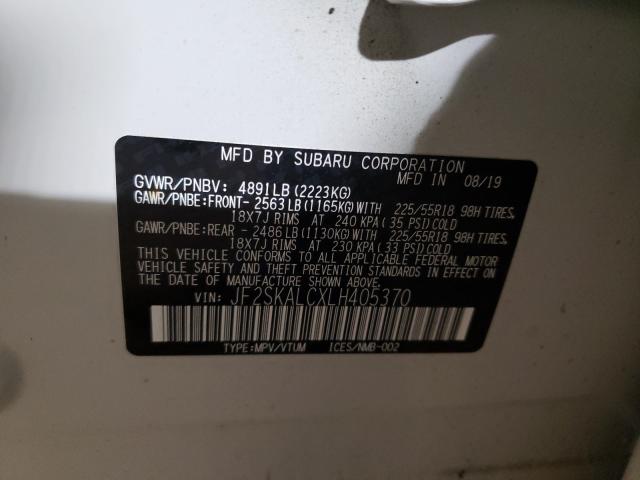 MFD BY SUBARU CORPORATION
MFD IN 08/19
GVWR/PNBV: 4891LB(2223KG)
GAWR/PNBE:FRONT- 2563LB(1165KG)WITH 225/55R18 98H TIRES,
18X7J RIMS AT 240 KPA(35 PSI)COLD
GAWR/PNBE:REAR - 2486LB(1130KG)WITH 225/55R18 98H TIRES,
18X7J RIMS AT 230 KPA(33 PSI)COLD
THIS VEHICLE CONFORMS TO ALL APPLICABLE FEDERAL MOTOR
VEHICLE SAFETY AND THEFT PREVENTION STANDARDS IN EFFECT ON
THE DATE OF MANUFACTURE SHOWN ABOVE.
VIN: JF2SKALCXLH405370
TYPE:MPV/VTUM ICES/NMB-002